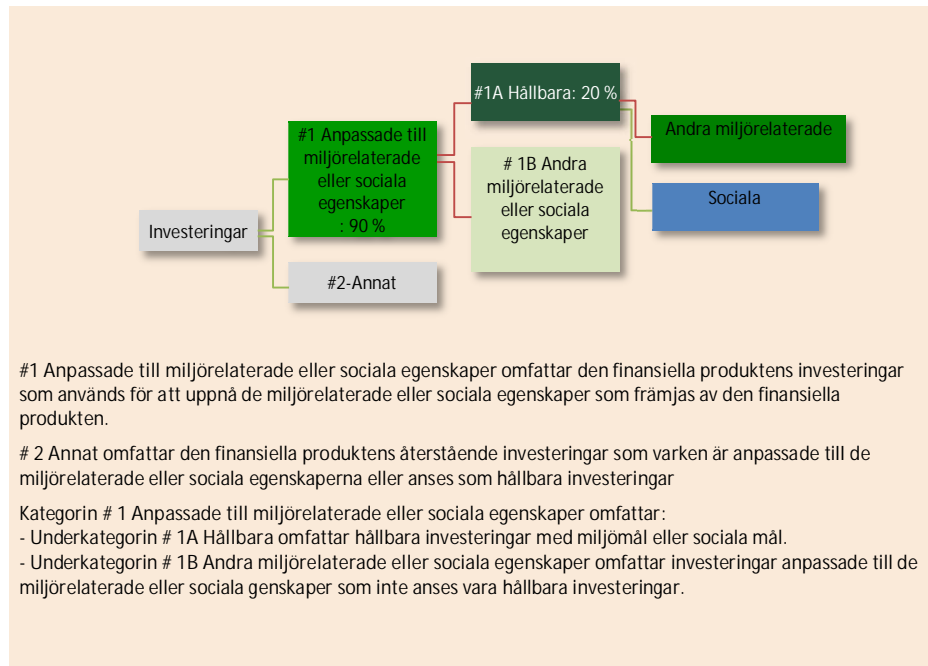 Investeringar
#1 Anpassade till
miljörelaterade
eller sociala
egenskaper
: 90 %
#2-Annat
#1A Hållbara: 20 %
# 1B Andra
miljörelaterade
eller sociala
egenskaper
Andra miljörelaterade
Sociala
#1 Anpassade till miljörelaterade eller sociala egenskaper omfattar den finansiella produktens investeringar
som används för att uppnå de miljörelaterade eller sociala egenskaper som främjas av den finansiella
produkten.
# 2 Annat omfattar den finansiella produktens återstående investeringar som varken är anpassade till de
miljörelaterade eller sociala egenskaperna eller anses som hållbara investeringar
Kategorin # 1 Anpassade till miljörelaterade eller sociala egenskaper omfattar:
- Underkategorin # 1A Hållbara omfattar hållbara investeringar med miljömål eller sociala mål.
- Underkategorin # 1B Andra miljörelaterade eller sociala egenskaper omfattar investeringar anpassade till de
miljörelaterade eller sociala genskaper som inte anses vara hållbara investeringar.